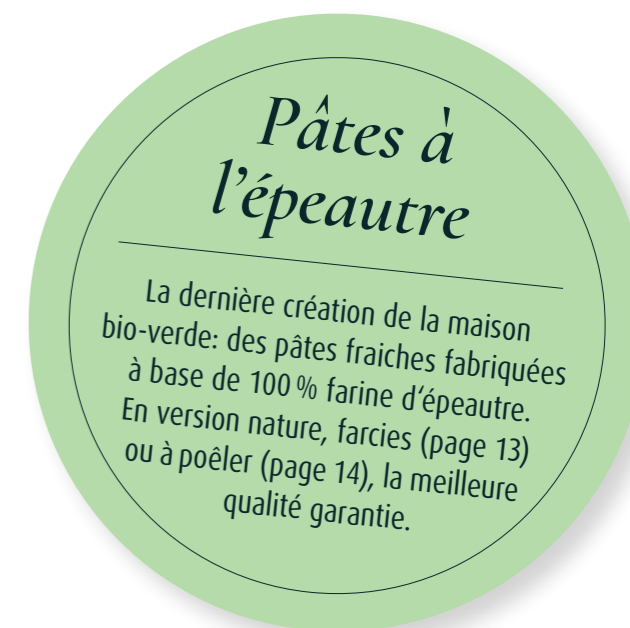 Pâtes à
l’épeautre
La dernière création de la maison
bio-verde: des pâtes fraiches fabriquées
à base de 100 % farine d’épeautre.
En version nature, farcies (page 13)
ou à poêler (page 14), la meilleure
qualité garantie.